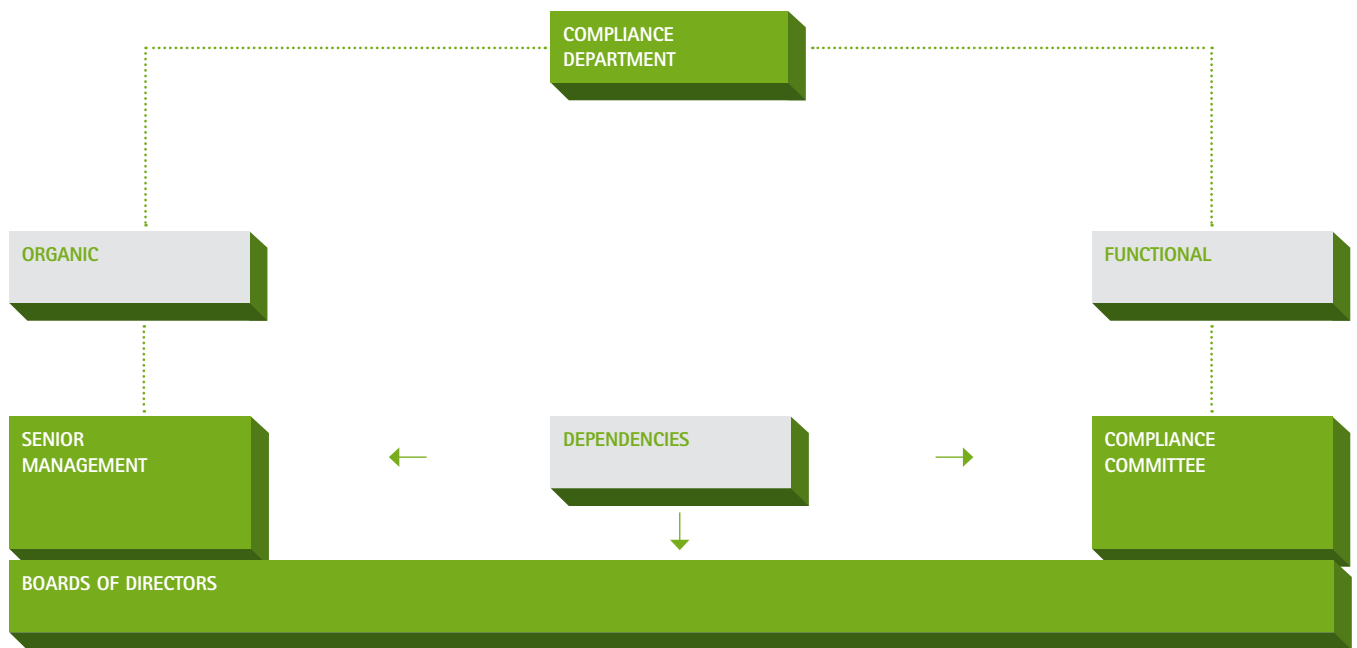 COMPLIANCE
DEPARTMENT
ORGANIC
FUNCTIONAL
SENIOR
MANAGEMENT
DEPENDENCIES
COMPLIANCE
COMMITTEE
BOARDS OF DIRECTORS